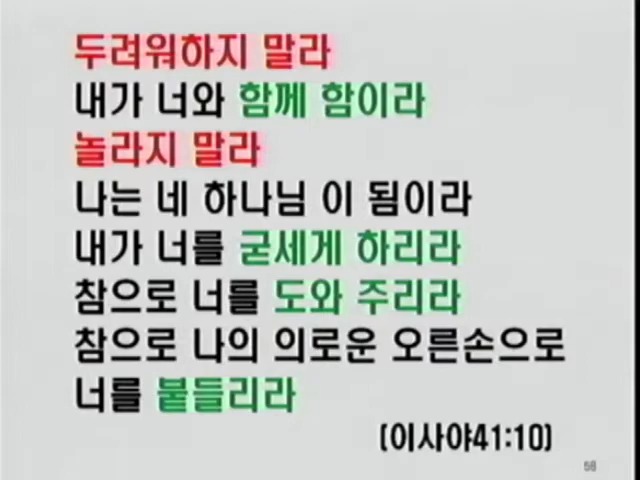 두려워하지 말라
내가 너와 함께 함이라
놀라지 말라
나는 네 하나님 이 됨이라
내가 너를 굳세게 하리라
참으로 너를 도와 주리라
참으로 나의 의로운 오른손으로
너를 붙들리라
(이사야41:10)
58